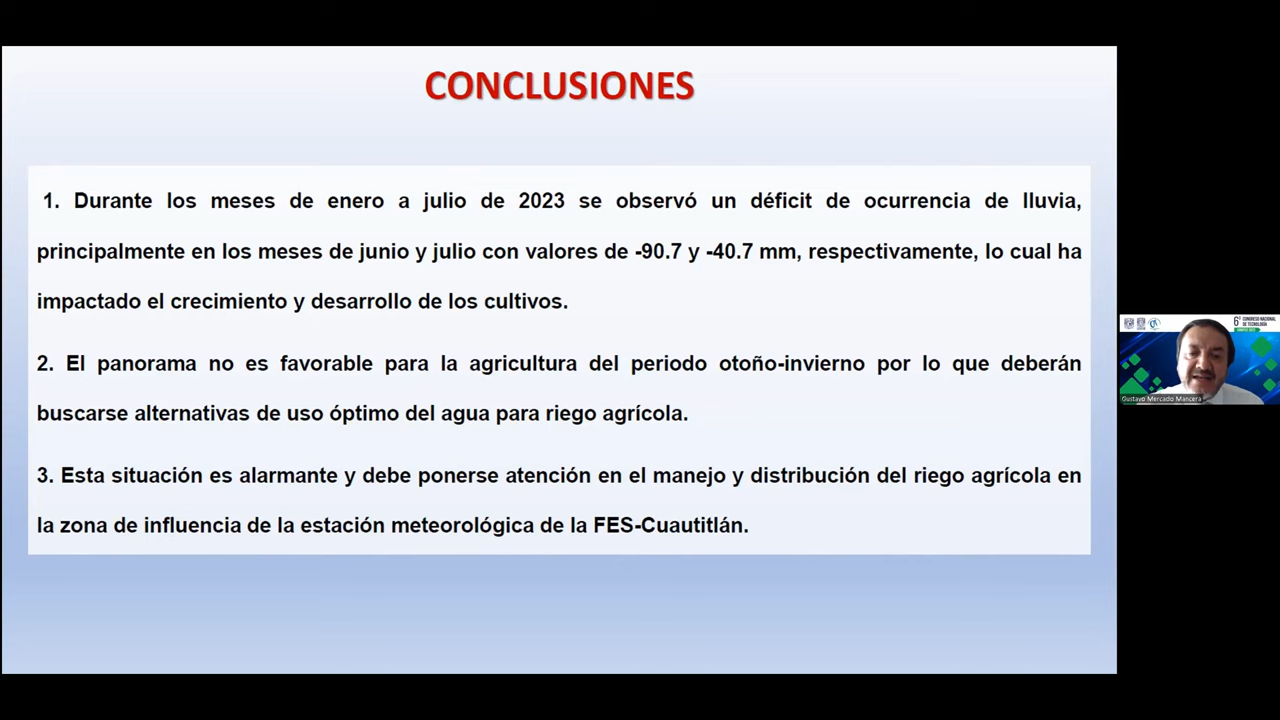 CONCLUSIONES
1. Durante los meses de enero a julio de 2023 se observó un déficit de ocurrencia de lluvia,
principalmente en los meses de junio y julio con valores de -90.7 y -40.7 mm, respectivamente, lo cual ha
impactado el crecimiento y desarrollo de los cultivos.
2. El panorama no es favorable para la agricultura del periodo otoño-invierno por lo que deberán
buscarse alternativas de uso óptimo del agua para riego agrícola.
3. Esta situación es alarmante y debe ponerse atención en el manejo y distribución del riego agrícola en
la zona de influencia de la estación meteorológica de la FES-Cuautitlán.
6° CONGRESO NACIONAL
DE TECNOLOGÍA
Gustavo Mercado Mancera